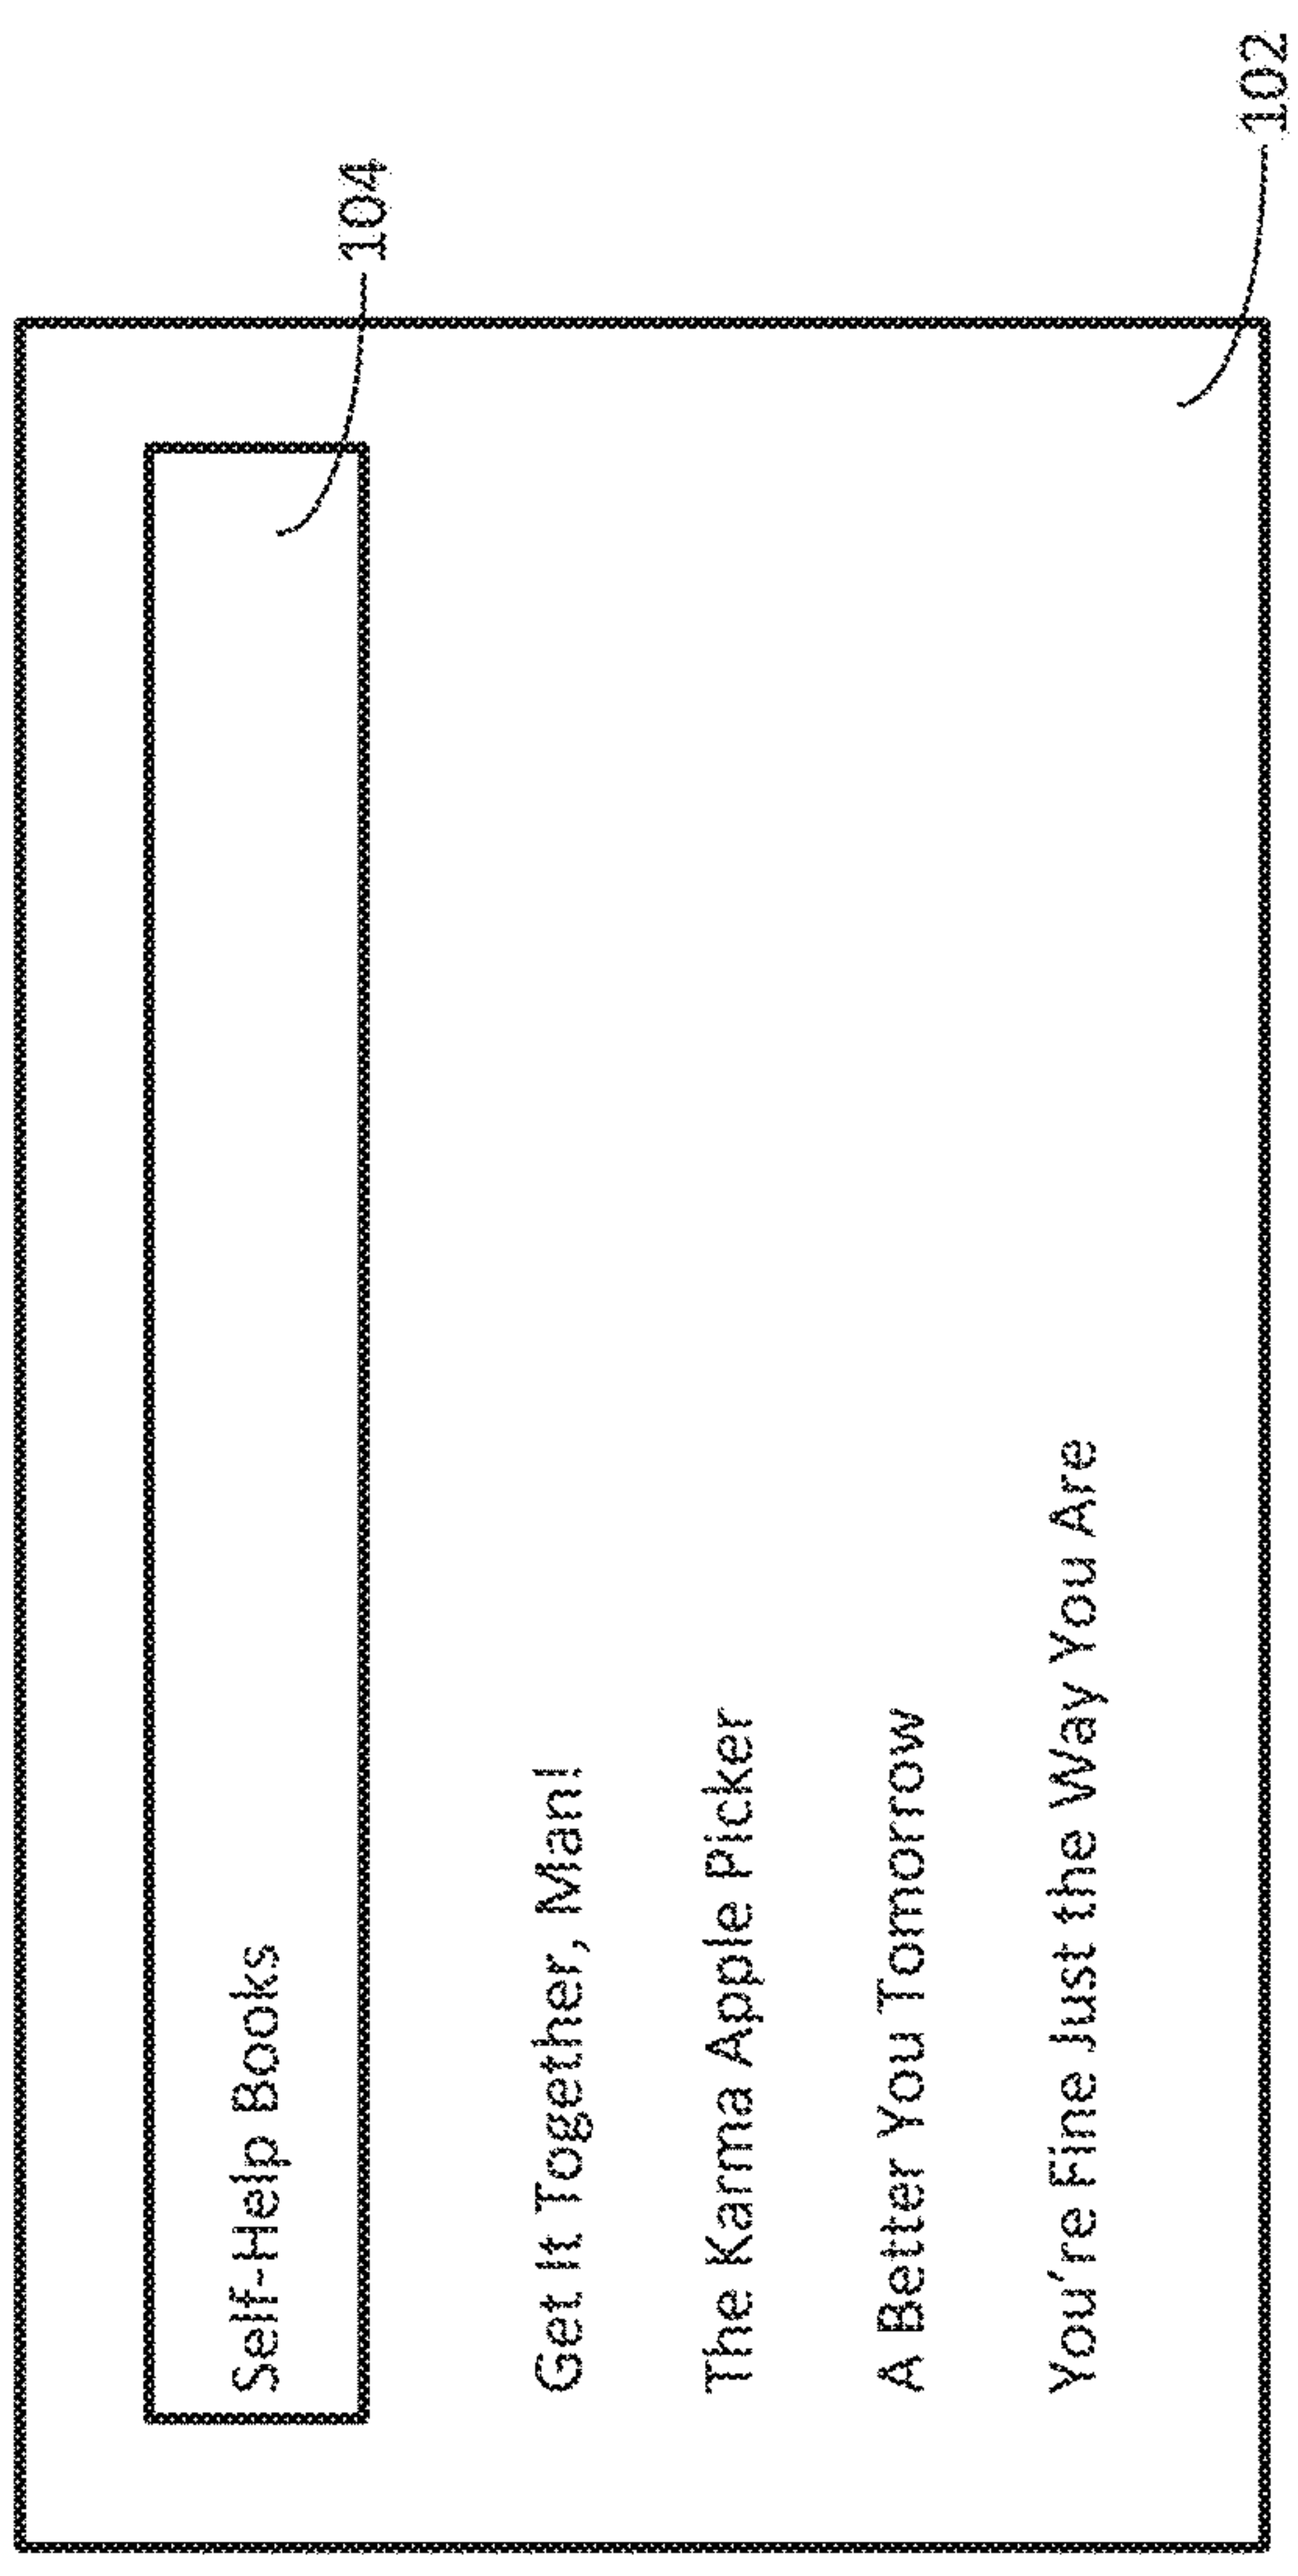 Self-Help Books
104
Get It Together, Man!
The Karma Apple Picker
A Better You Tomorrow
You're Fine Just the Way You Are
102